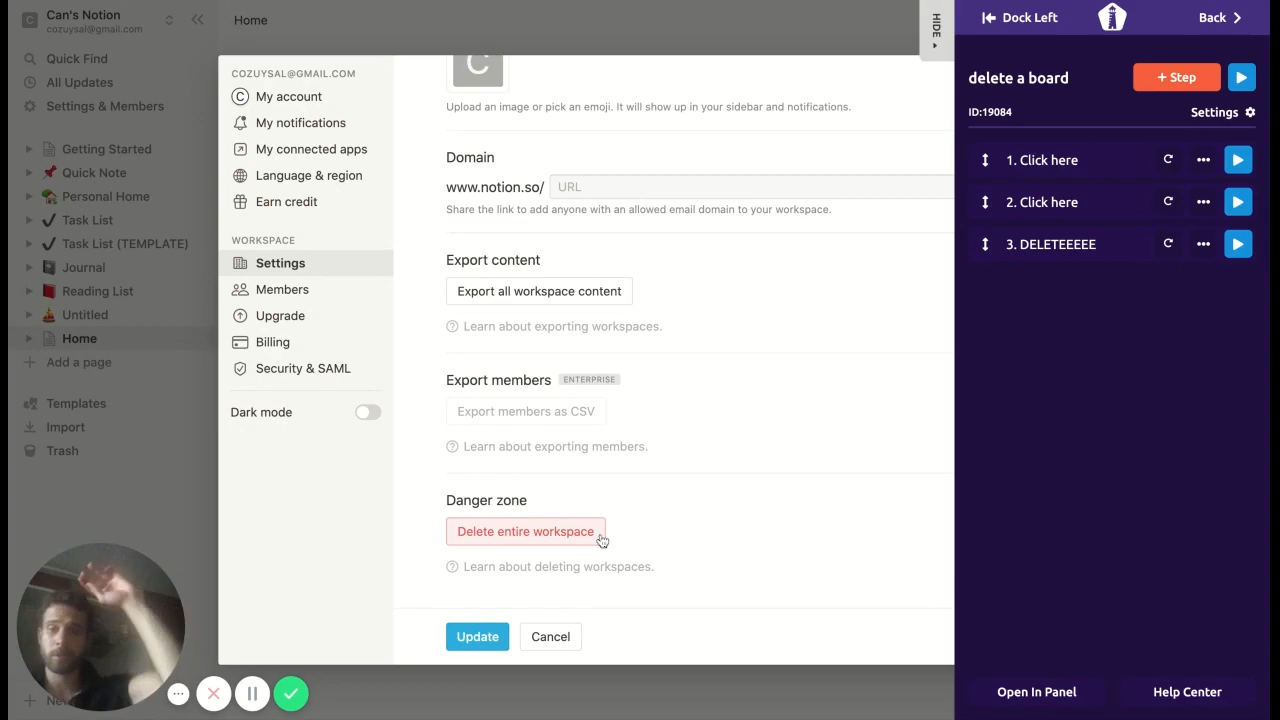 C
Can's Notion
cozuysal@gmail.com
Quick Find
All Updates
Settings & Members
Getting Started
Quick Note
Personal Home
Task List
Task List (TEMPLATE)
Journal
Reading List
Untitled
Home
Add a page
Templates
Import
Trash
Home
COZUYSAL@GMAIL.COM
C My account
My notifications
My connected apps
Language & region
Earn credit
WORKSPACE
Settings
Members
Upgrade
Billing
Security & SAML
Dark mode
C
Upload an image or pick an emoji. It will show up in your sidebar and notifications.
Domain
www.notion.so/ URL
Share the link to add anyone with an allowed email domain to your workspace.
Export content
Export all workspace content
? Learn about exporting workspaces.
Export members ENTERPRISE
Export members as CSV
? Learn about exporting members.
Danger zone
Delete entire workspace
? Learn about deleting workspaces.
Update Cancel
HIDE
Dock Left Back
delete a board + Step
ID:19084 Settings
1. Click here
2. Click here
3. DELETEEEEE
Open In Panel Help Center